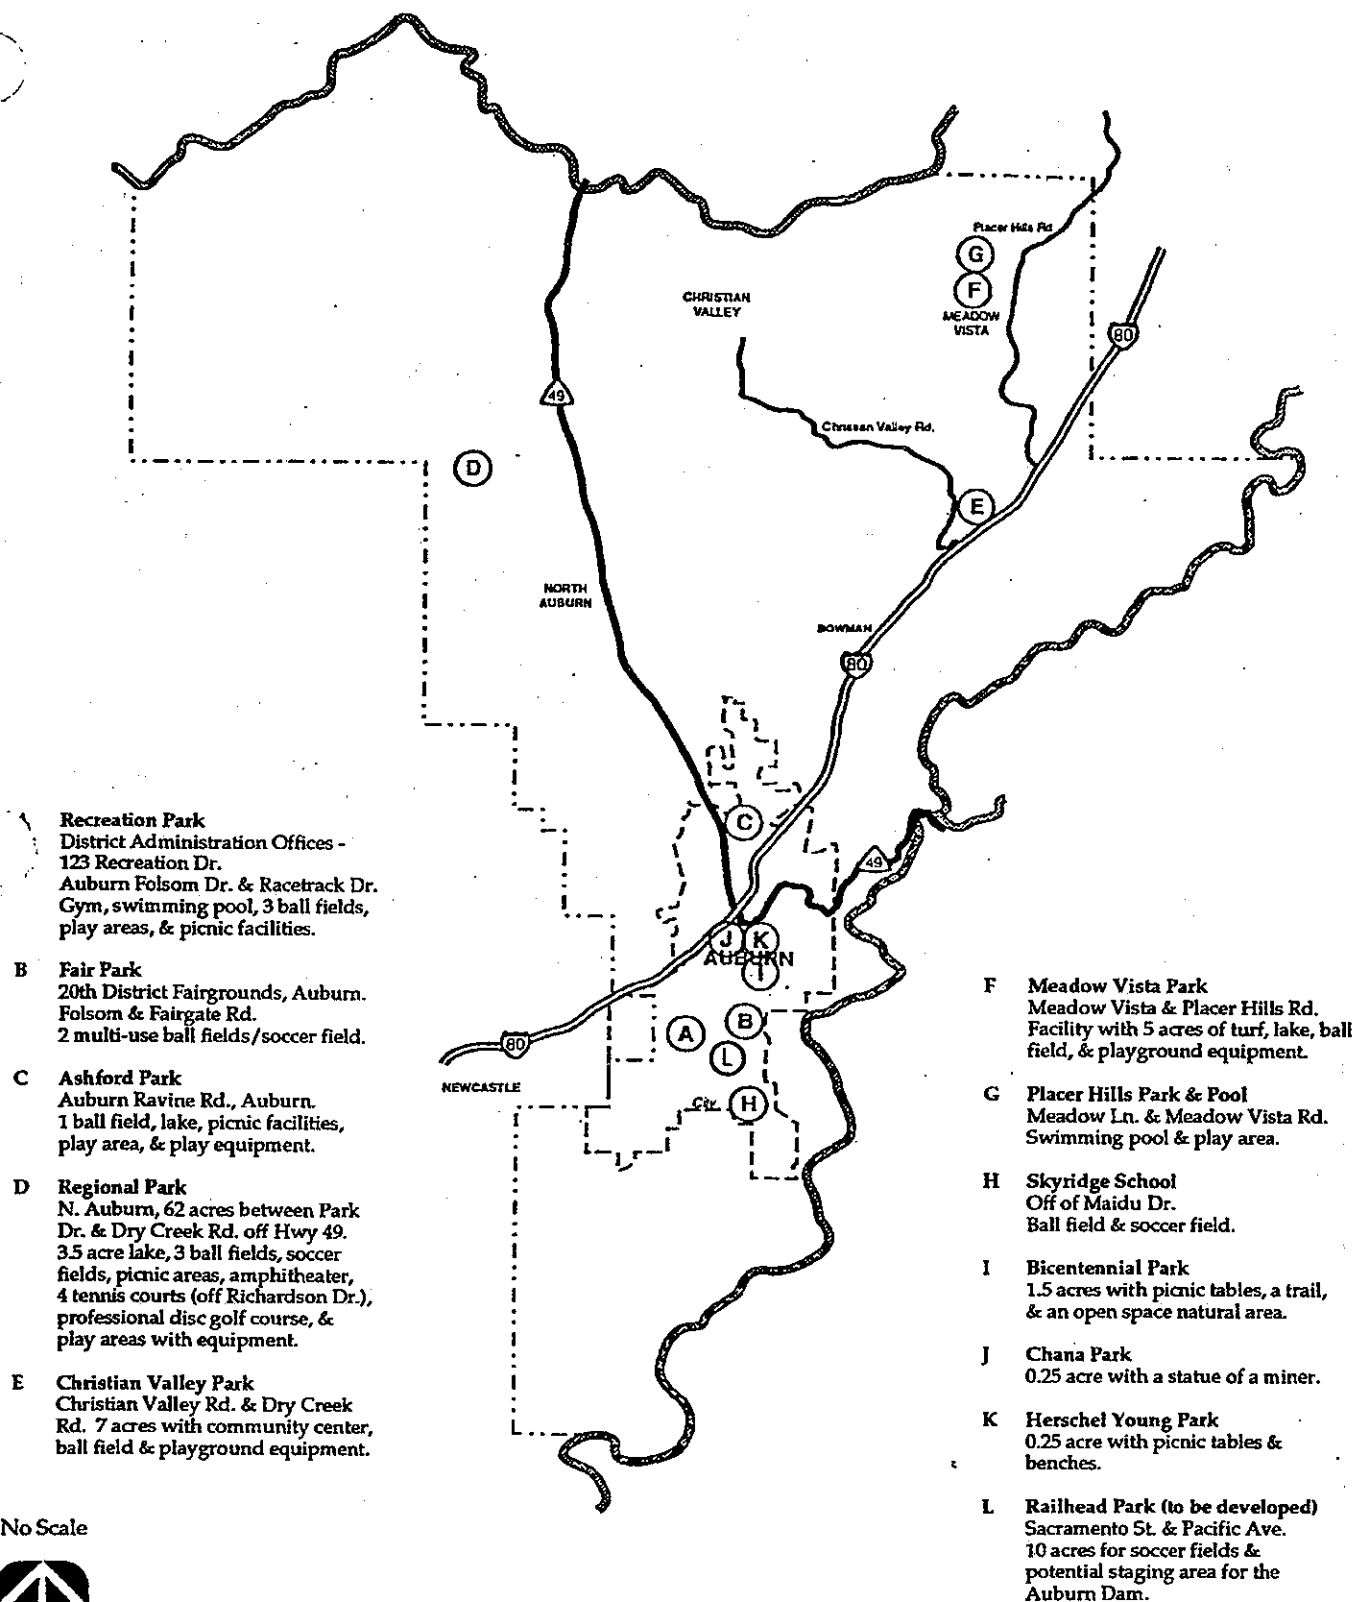 Placer Hills Rd
G
F
CHRISTIAN
VALLEY
MEADOW
VISTA
80
49
Christian Valley Rd.
D
E
NORTH
AUBURN
BOWMAN
80
C
49
J K
AUBURN
I
B
A
L
80
NEWCASTLE
City
H
Recreation Park
District Administration Offices -
123 Recreation Dr.
Auburn Folsom Dr. & Racetrack Dr.
Gym, swimming pool, 3 ball fields,
play areas, & picnic facilities.
B Fair Park
20th District Fairgrounds, Auburn.
Folsom & Fairgate Rd.
2 multi-use ball fields/soccer field.
C Ashford Park
Auburn Ravine Rd., Auburn.
1 ball field, lake, picnic facilities,
play area, & play equipment.
D Regional Park
N. Auburn, 62 acres between Park
Dr. & Dry Creek Rd. off Hwy 49.
3.5 acre lake, 3 ball fields, soccer
fields, picnic areas, amphitheater,
4 tennis courts (off Richardson Dr.),
professional disc golf course, &
play areas with equipment.
E Christian Valley Park
Christian Valley Rd. & Dry Creek
Rd. 7 acres with community center,
ball field & playground equipment.
No Scale
F Meadow Vista Park
Meadow Vista & Placer Hills Rd.
Facility with 5 acres of turf, lake, ball
field, & playground equipment.
G Placer Hills Park & Pool
Meadow Ln. & Meadow Vista Rd.
Swimming pool & play area.
H Skyridge School
Off of Maidu Dr.
Ball field & soccer field.
I Bicentennial Park
1.5 acres with picnic tables, a trail,
& an open space natural area.
J Chana Park
0.25 acre with a statue of a miner.
K Herschel Young Park
0.25 acre with picnic tables &
benches.
L Railhead Park (to be developed)
Sacramento St. & Pacific Ave.
10 acres for soccer fields &
potential staging area for the
Auburn Dam.